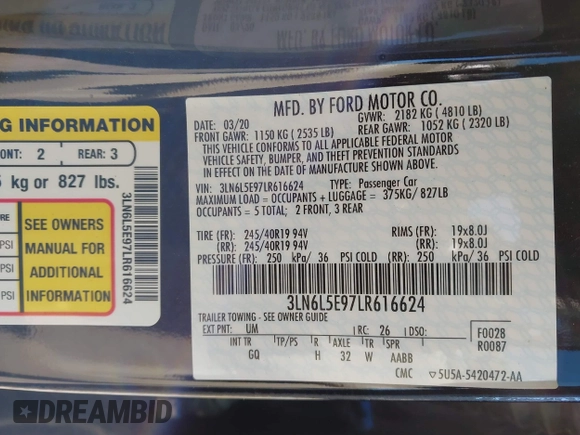 G INFORMATION
FRONT: 2 REAR: 3
kg or 827 lbs.
SEE OWNERS
MANUAL FOR
ADDITIONAL
INFORMATION
PSI
PSI
PSI
3LN6L5E97LR616624
MFD. BY FORD MOTOR CO.
DATE: 03/20 GVWR: 2182 KG ( 4810 LB)
FRONT GAWR: 1150 KG ( 2535 LB) REAR GAWR: 1052 KG ( 2320 LB)
THIS VEHICLE CONFORMS TO ALL APPLICABLE FEDERAL MOTOR
VEHICLE SAFETY, BUMPER, AND THEFT PREVENTION STANDARDS
IN EFFECT ON THE DATE OF MANUFACTURE SHOWN ABOVE.
VIN: 3LN6L5E97LR616624 TYPE: Passenger Car
MAXIMUM LOAD = OCCUPANTS + LUGGAGE = 375KG/ 827LB
OCCUPANTS = 5 TOTAL; 2 FRONT, 3 REAR
TIRE (FR): 245/40R19 94V RIMS (FR): 19x8.0J
(RR): 245/40R19 94V (RR): 19x8.0J
PRESSURE (FR): 250 kPa/ 36 PSI COLD (RR): 250 kPa/ 36 PSI COLD
3LN6L5E97LR616624
TRAILER TOWING - SEE OWNER GUIDE
EXT PNT: UM RC: 26 DSO: F0028
R0087
INT TR TP/PS R AXLE TR SPR
GQ H 32 W AABB
CMC ▽5U5A-5420472-AA
DREAMBID